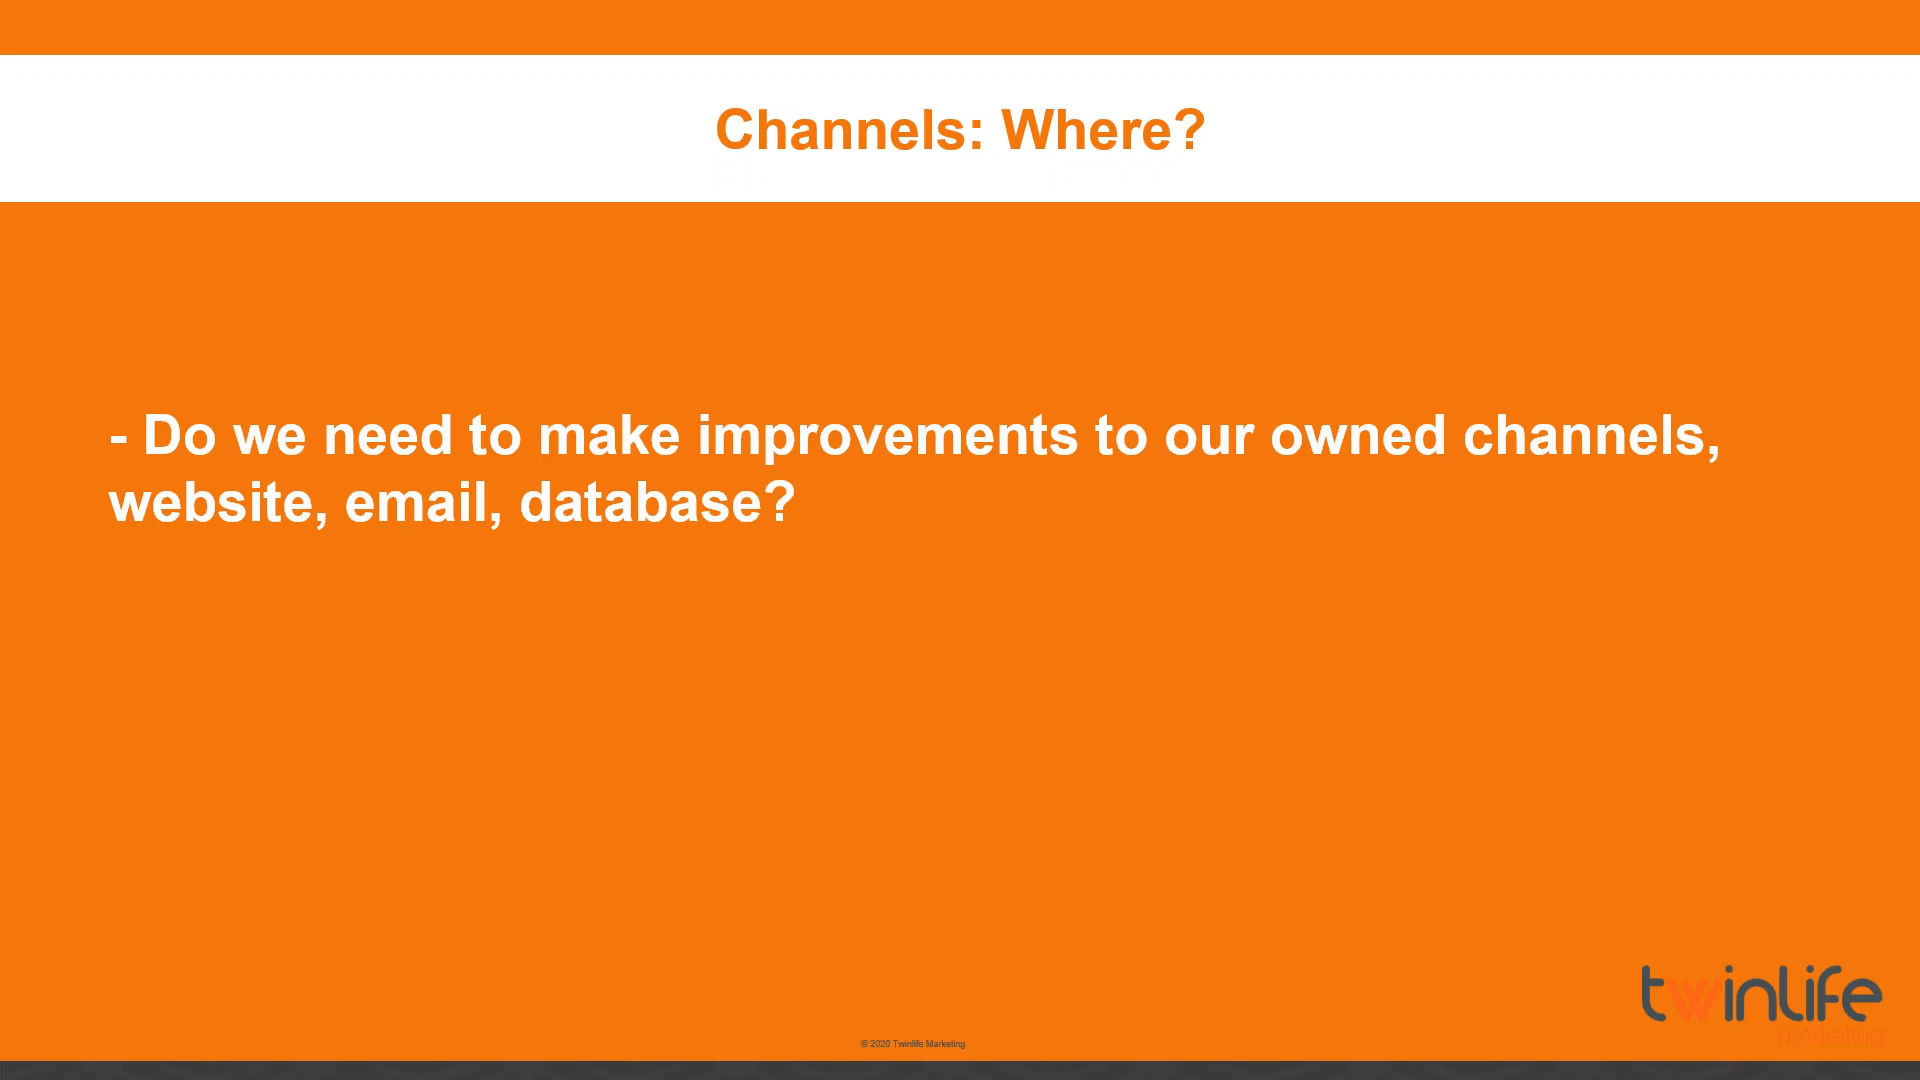 Channels: Where?
- Do we need to make improvements to our owned channels,
website, email, database?
twinlife
marketing
© 2020 Twinlife Marketing